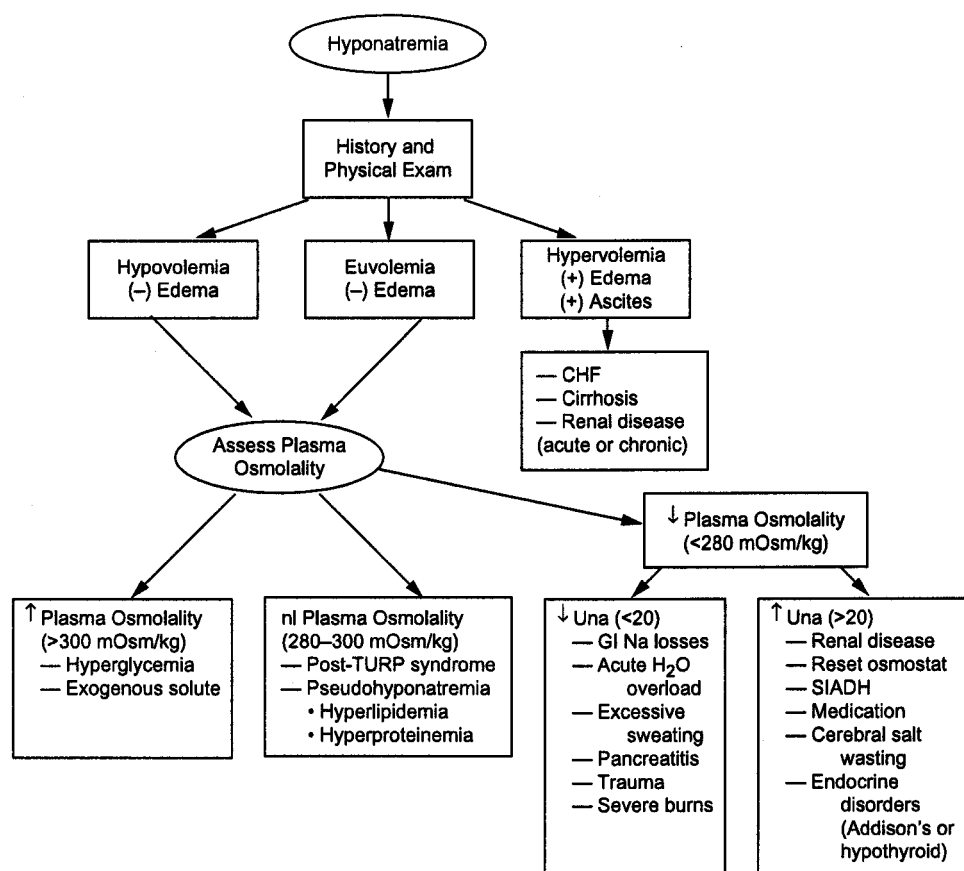 Hyponatremia
History and
Physical Exam
Hypovolemia
(–) Edema
Euvolemia
(–) Edema
Hypervolemia
(+) Edema
(+) Ascites
— CHF
— Cirrhosis
— Renal disease
(acute or chronic)
Assess Plasma
Osmolality
↓ Plasma Osmolality
(<280 mOsm/kg)
↑ Plasma Osmolality
(>300 mOsm/kg)
— Hyperglycemia
— Exogenous solute
nl Plasma Osmolality
(280–300 mOsm/kg)
— Post-TURP syndrome
— Pseudohyponatremia
• Hyperlipidemia
• Hyperproteinemia
↓ Una (<20)
— GI Na losses
— Acute H₂O
overload
— Excessive
sweating
— Pancreatitis
— Trauma
— Severe burns
↑ Una (>20)
— Renal disease
— Reset osmostat
— SIADH
— Medication
— Cerebral salt
wasting
— Endocrine
disorders
(Addison's or
hypothyroid)